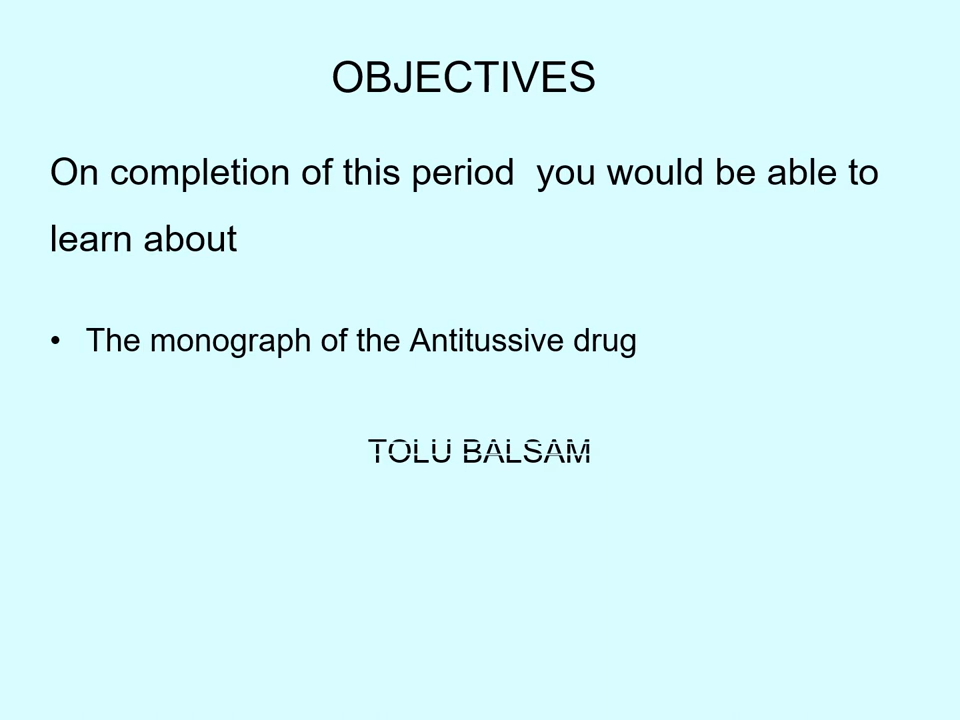 OBJECTIVES
On completion of this period  you would be able to
learn about
• The monograph of the Antitussive drug
TOLU BALSAM